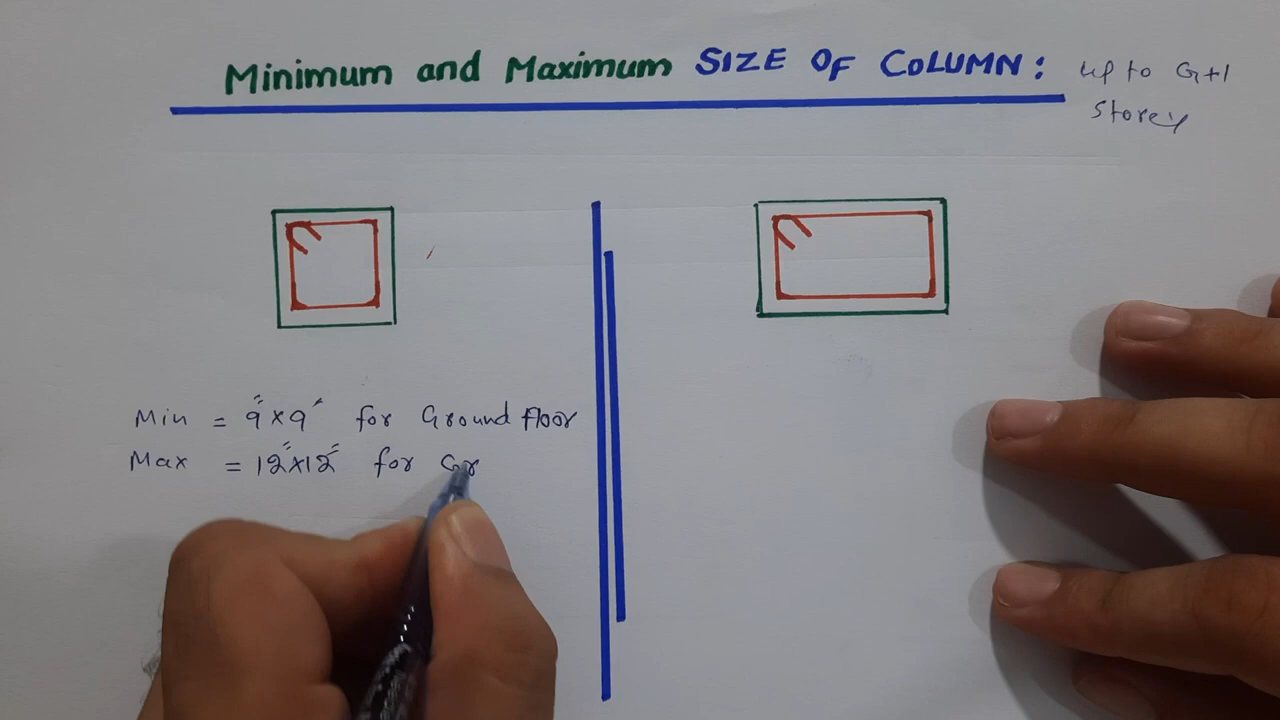 Minimum and Maximum SIZE OF COLUMN:
up to G+1
storey
Min = 9"x9" for Ground floor
Max = 12"x12" for Gr